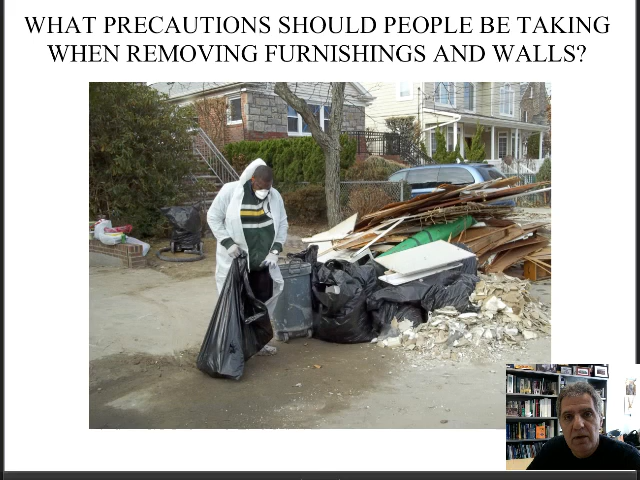 WHAT PRECAUTIONS SHOULD PEOPLE BE TAKING
WHEN REMOVING FURNISHINGS AND WALLS?